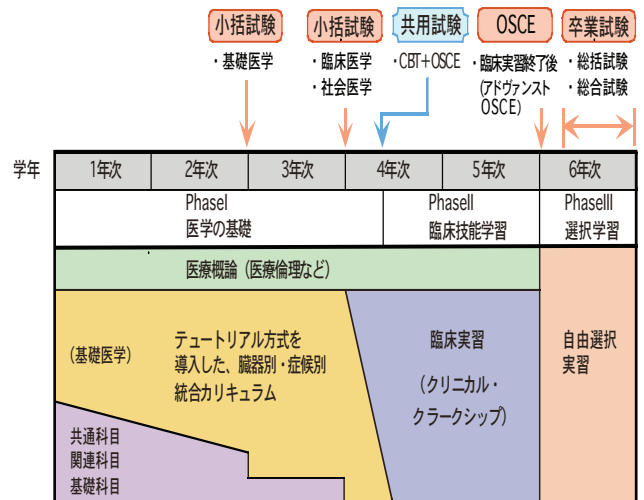 小括試験
・基礎医学
小括試験
・臨床医学
・社会医学
共用試験
・CBT+OSCE
OSCE
・臨床実習終了後
(アドヴァンスト
OSCE)
卒業試験
・総括試験
・総合試験
学年
1年次
2年次
3年次
4年次
5年次
6年次
PhaseⅠ
医学の基礎
PhaseⅡ
臨床技能学習
PhaseⅢ
選択学習
医療概論（医療倫理など）
(基礎医学)
テュートリアル方式を
導入した、臓器別・症候別
統合カリキュラム
臨床実習
（クリニカル・
クラークシップ）
自由選択
実習
共通科目
関連科目
基礎科目